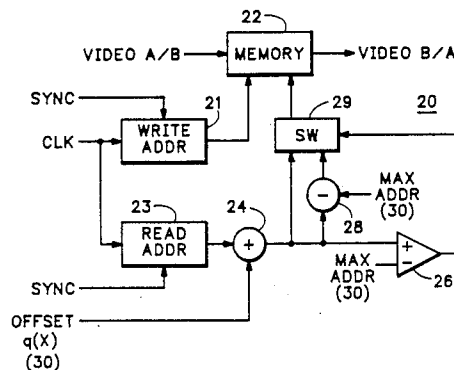 22
VIDEO A/B
MEMORY
VIDEO B/A
SYNC
21
29
20
CLK
WRITE
ADDR
SW
MAX
ADDR
(30)
23
24
−
28
READ
ADDR
+
+
MAX
ADDR
(30)
−
26
SYNC
OFFSET
q(X)
(30)